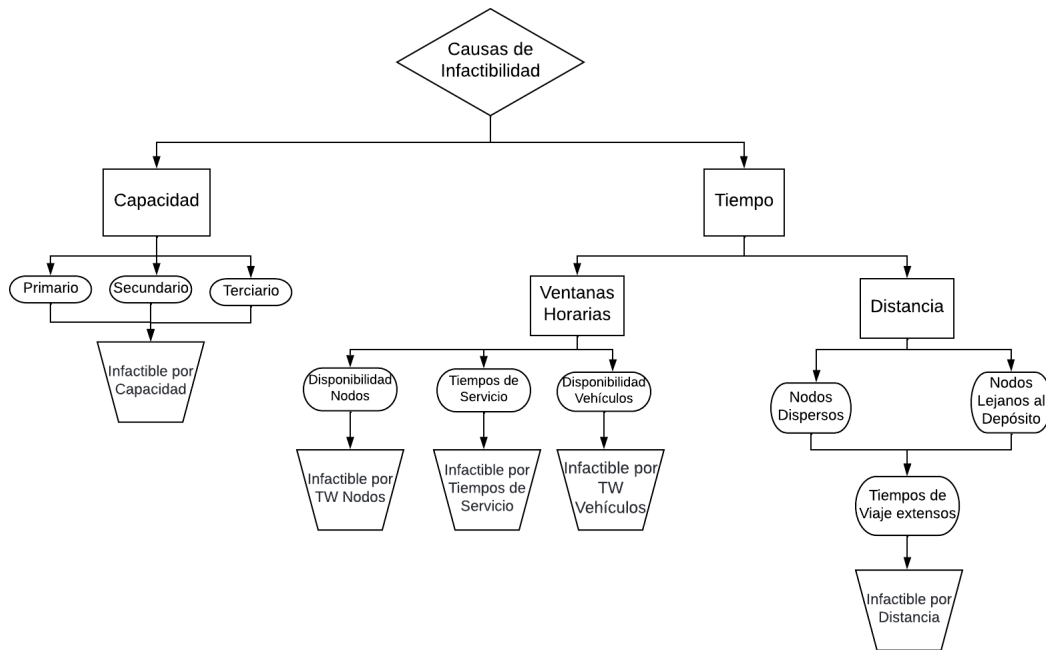 Causas de
Infactibilidad
Capacidad
Tiempo
Primario
Secundario
Terciario
Ventanas
Horarias
Distancia
Infactible por
Capacidad
Disponibilidad
Nodos
Tiempos de
Servicio
Disponibilidad
Vehículos
Nodos
Dispersos
Nodos
Lejanos al
Depósito
Infactible por
TW Nodos
Infactible por
Tiempos de
Servicio
Infactible por
TW
Vehículos
Tiempos de
Viaje extensos
Infactible por
Distancia